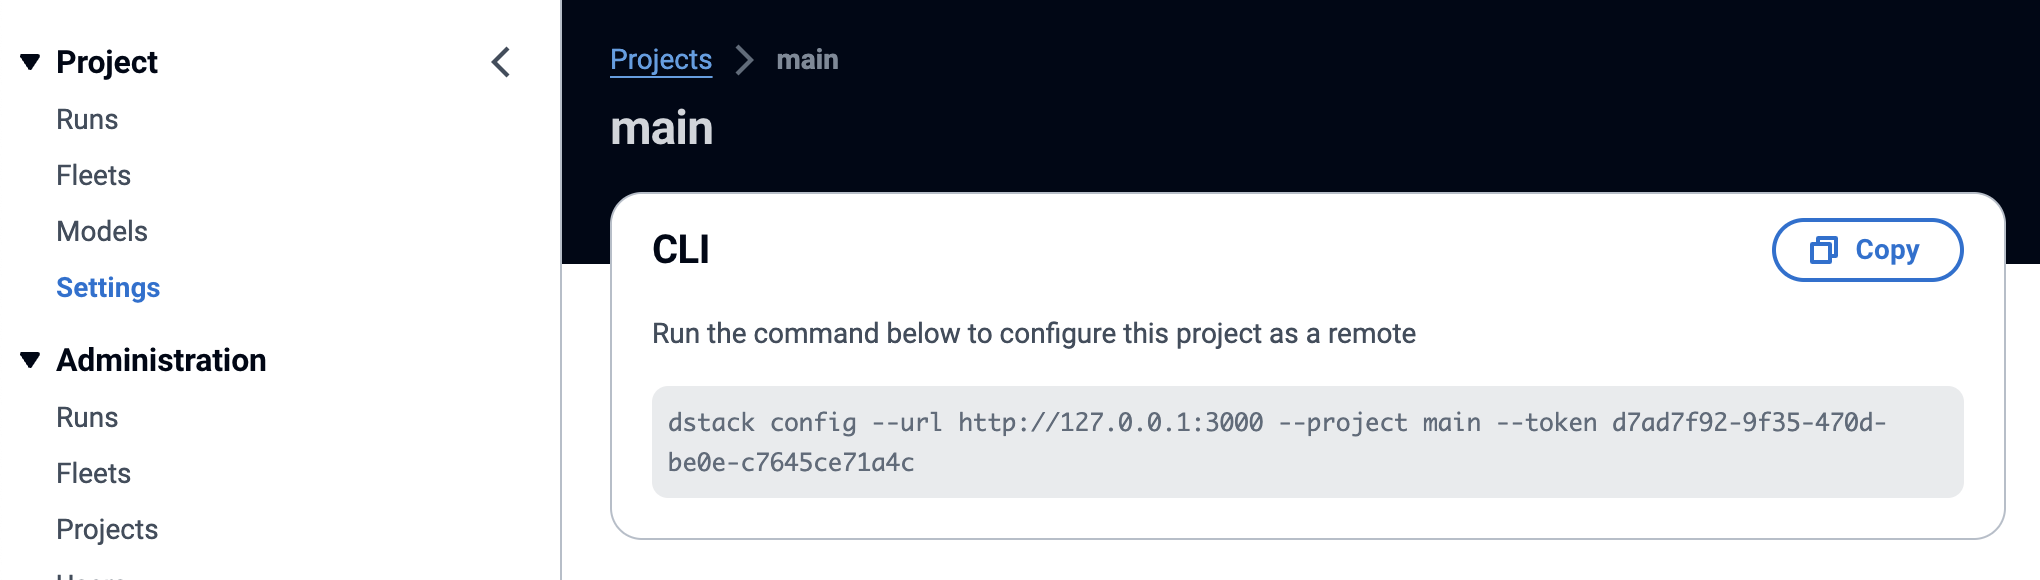 Project
Runs
Fleets
Models
Settings
Administration
Runs
Fleets
Projects
Projects > main
main
CLI
Copy
Run the command below to configure this project as a remote
dstack config --url http://127.0.0.1:3000 --project main --token d7ad7f92-9f35-470d-
be0e-c7645ce71a4c